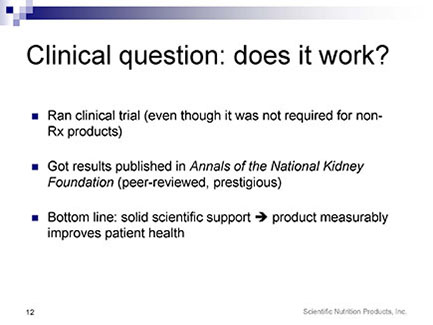 Clinical question: does it work?
Ran clinical trial (even though it was not required for non-
Rx products)
Got results published in Annals of the National Kidney
Foundation (peer-reviewed, prestigious)
Bottom line: solid scientific support ➔ product measurably
improves patient health
12
Scientific Nutrition Products, Inc.